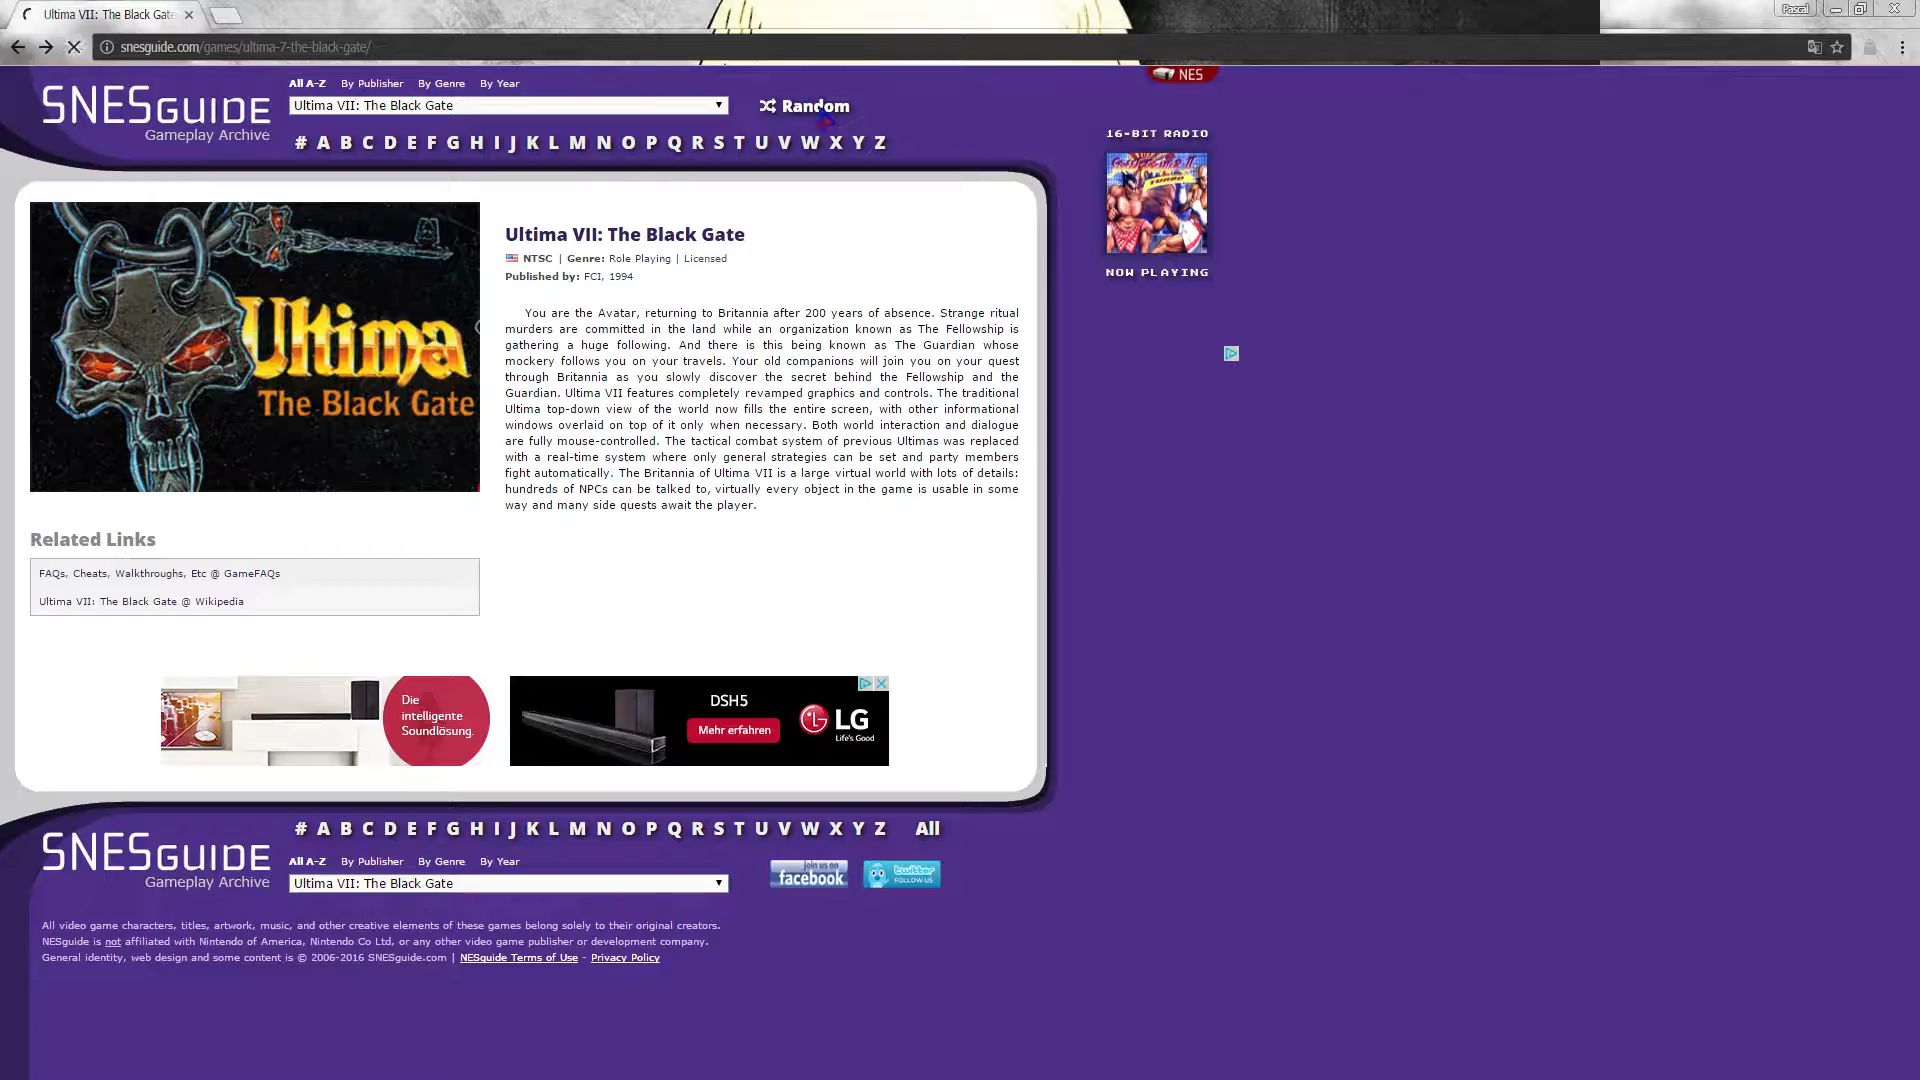 Ultima VII: The Black Gate
Pascal
snesguide.com/games/ultima-7-the-black-gate/
SNESGUIDE
Gameplay Archive
All A-Z By Publisher By Genre By Year
Ultima VII: The Black Gate
Random
# A B C D E F G H I J K L M N O P Q R S T U V W X Y Z
NES
16-BIT RADIO
NOW PLAYING
Ultima
The Black Gate
Ultima VII: The Black Gate
NTSC | Genre: Role Playing | Licensed
Published by: FCI, 1994
You are the Avatar, returning to Britannia after 200 years of absence. Strange ritual
murders are committed in the land while an organization known as The Fellowship is
gathering a huge following. And there is this being known as The Guardian whose
mockery follows you on your travels. Your old companions will join you on your quest
through Britannia as you slowly discover the secret behind the Fellowship and the
Guardian. Ultima VII features completely revamped graphics and controls. The traditional
Ultima top-down view of the world now fills the entire screen, with other informational
windows overlaid on top of it only when necessary. Both world interaction and dialogue
are fully mouse-controlled. The tactical combat system of previous Ultimas was replaced
with a real-time system where only general strategies can be set and party members
fight automatically. The Britannia of Ultima VII is a large virtual world with lots of details:
hundreds of NPCs can be talked to, virtually every object in the game is usable in some
way and many side quests await the player.
Related Links
FAQs, Cheats, Walkthroughs, Etc @ GameFAQs
Ultima VII: The Black Gate @ Wikipedia
Die
intelligente
Soundlösung.
DSH5
Mehr erfahren
LG
Life's Good
# A B C D E F G H I J K L M N O P Q R S T U V W X Y Z All
SNESGUIDE
Gameplay Archive
All A-Z By Publisher By Genre By Year
Ultima VII: The Black Gate
join us on
facebook
twitter
FOLLOW US
All video game characters, titles, artwork, music, and other creative elements of these games belong solely to their original creators.
NESguide is not affiliated with Nintendo of America, Nintendo Co Ltd, or any other video game publisher or development company.
General identity, web design and some content is © 2006-2016 SNESguide.com | NESguide Terms of Use - Privacy Policy